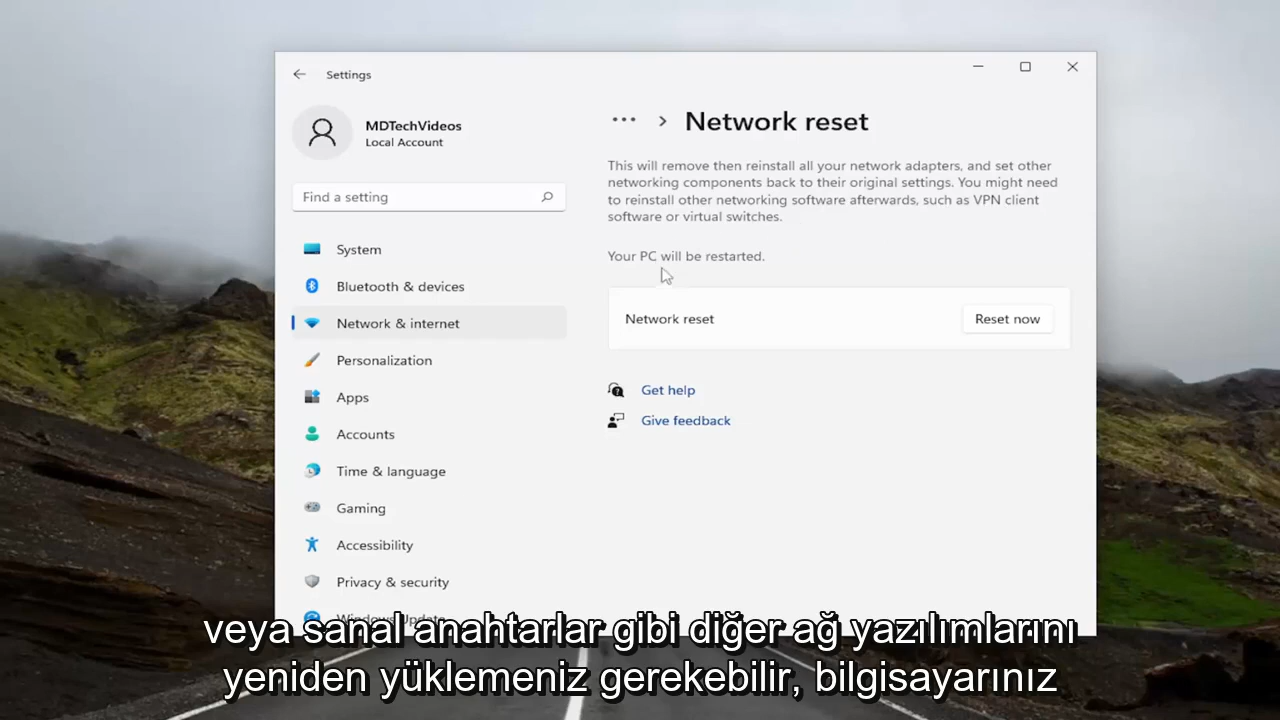 Settings
MDTechVideos
Local Account
Find a setting
System
Bluetooth & devices
Network & internet
Personalization
Apps
Accounts
Time & language
Gaming
Accessibility
Privacy & security
Windows Update
... > Network reset
This will remove then reinstall all your network adapters, and set other
networking components back to their original settings. You might need
to reinstall other networking software afterwards, such as VPN client
software or virtual switches.
Your PC will be restarted.
Network reset
Reset now
Get help
Give feedback
veya sanal anahtarlar gibi diğer ağ yazılımlarını
yeniden yüklemeniz gerekebilir, bilgisayarınız